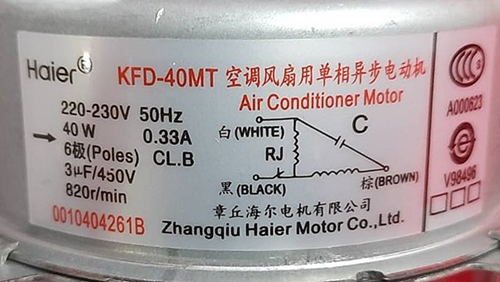 Haier
KFD-40MT 空调风扇用单相异步电动机
Air Conditioner Motor
220-230V 50Hz
40W 0.33A
6极(Poles) CL.B
3μF/450V
820r/min
0010404261B
白(WHITE)
C
RJ
黑(BLACK)
棕(BROWN)
章丘海尔电机有限公司
Zhangqiu Haier Motor Co.,Ltd.
A000623
V98496